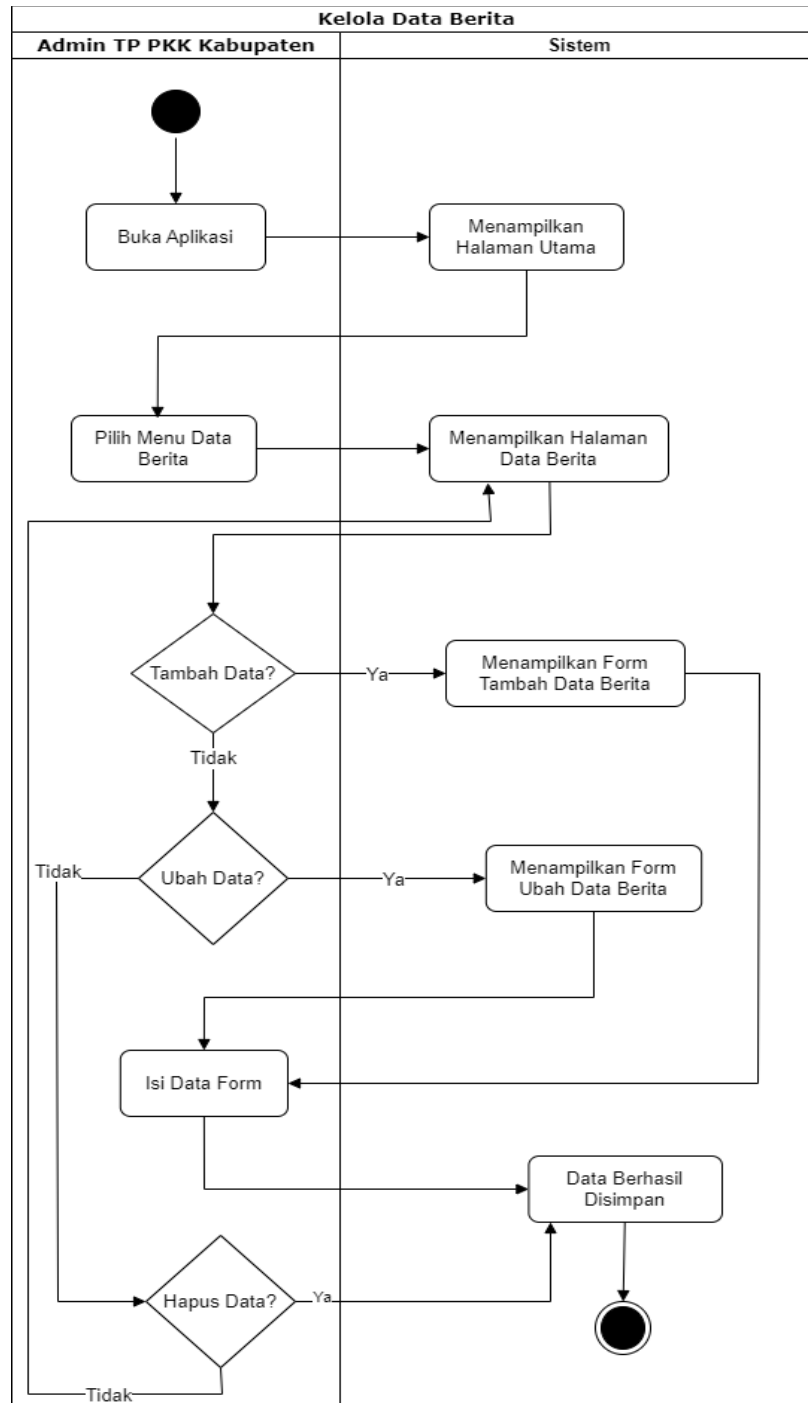 Kelola Data Berita
Admin TP PKK Kabupaten
Sistem
Buka Aplikasi
Menampilkan
Halaman Utama
Pilih Menu Data
Berita
Menampilkan Halaman
Data Berita
Tambah Data?
Ya
Menampilkan Form
Tambah Data Berita
Tidak
Tidak
Ubah Data?
Ya
Menampilkan Form
Ubah Data Berita
Isi Data Form
Data Berhasil
Disimpan
Hapus Data?
Ya
Tidak